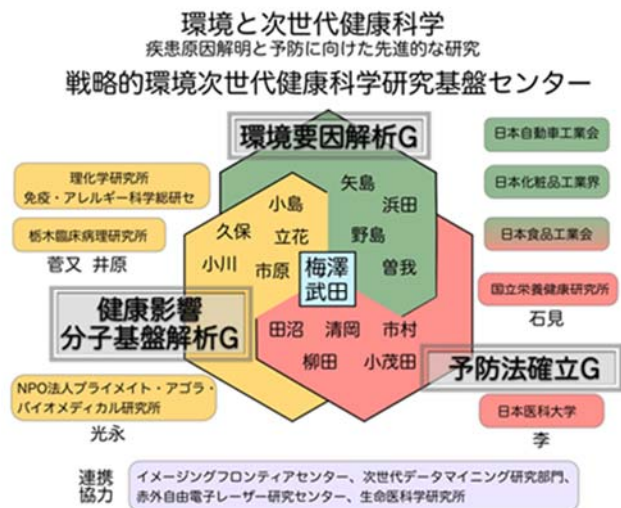 環境と次世代健康科学
疾患原因解明と予防に向けた先進的な研究
戦略的環境次世代健康科学研究基盤センター
環境要因解析G
日本自動車工業会
理化学研究所
免疫・アレルギー科学総研セ
矢島
日本化粧品工業界
小島
浜田
栃木臨床病理研究所
久保
立花
野島
日本食品工業会
菅又 井原
小川
市原
梅澤
武田
曽我
国立栄養健康研究所
石見
健康影響
分子基盤解析G
田沼 清岡 市村
柳田 小茂田
予防法確立G
NPO法人プライメイト・アゴラ・
バイオメディカル研究所
光永
日本医科大学
李
連携
協力
イメージングフロンティアセンター、次世代データマイニング研究部門、
赤外自由電子レーザー研究センター、生命医科学研究所